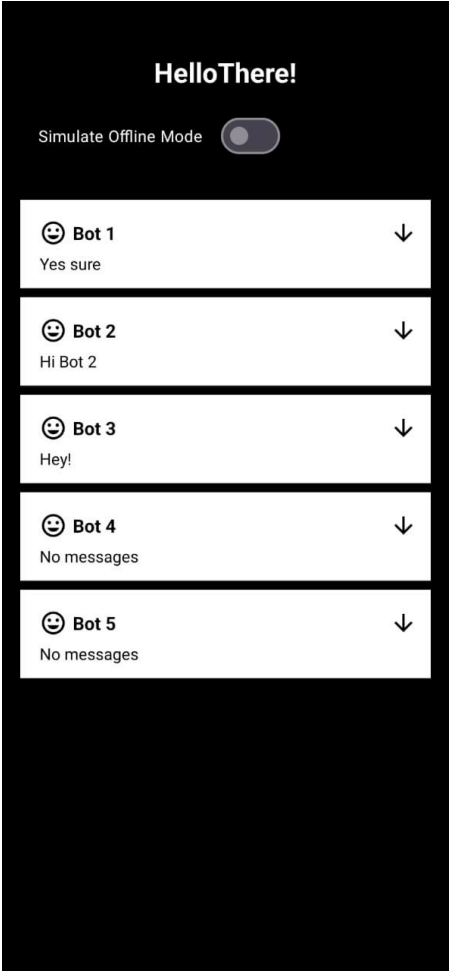 HelloThere!
Simulate Offline Mode
Bot 1
Yes sure
Bot 2
Hi Bot 2
Bot 3
Hey!
Bot 4
No messages
Bot 5
No messages